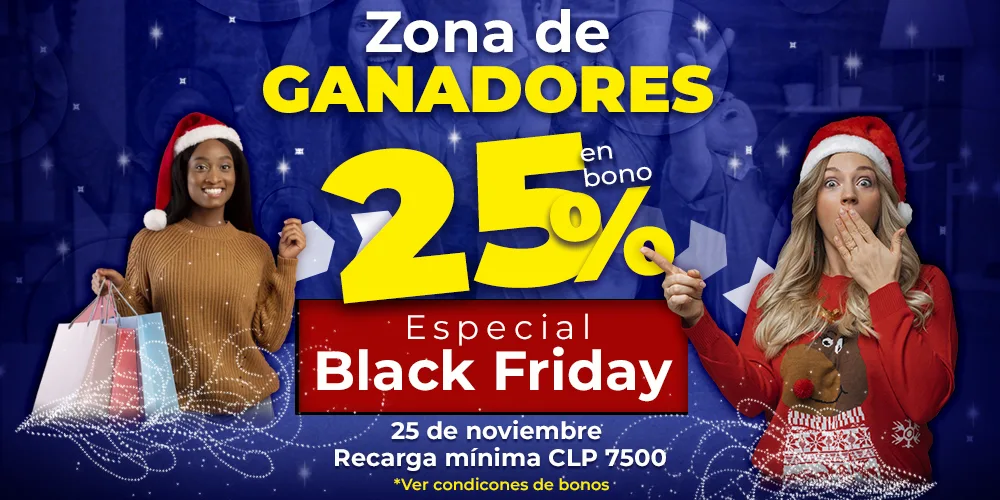 Zona de
GANADORES
25%
en
bono
Especial
Black Friday
25 de noviembre
Recarga mínima CLP 7500
*Ver condicones de bonos